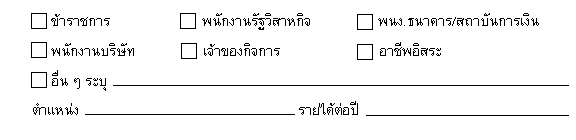 ข้าราชการ พนักงานรัฐวิสาหกิจ พนง.ธนาคาร/สถาบันการเงิน
พนักงานบริษัท เจ้าของกิจการ อาชีพอิสระ
อื่น ๆ ระบุ
ตำแหน่ง รายได้ต่อปี